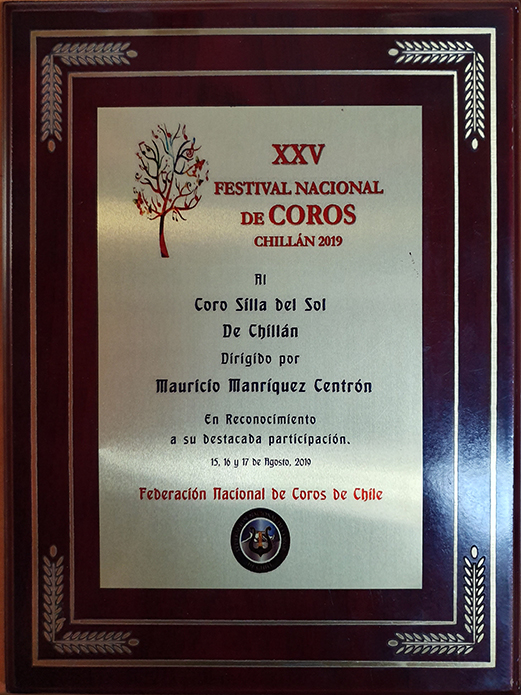 XXV
FESTIVAL NACIONAL
DE COROS
CHILLÁN 2019
Al
Coro Silla del Sol
De Chillán
Dirigido por
Mauricio Manríquez Centrón
En Reconocimiento
a su destacada participación.
15, 16 y 17 de Agosto, 2019
Federación Nacional de Coros de Chile